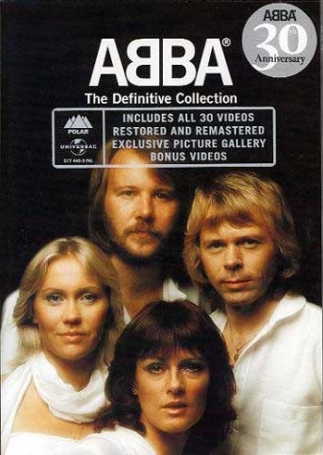 ABBA
30
Anniversary
ABBA®
The Definitive Collection
POLAR
UNIVERSAL
INCLUDES ALL 30 VIDEOS
RESTORED AND REMASTERED
EXCLUSIVE PICTURE GALLERY
BONUS VIDEOS